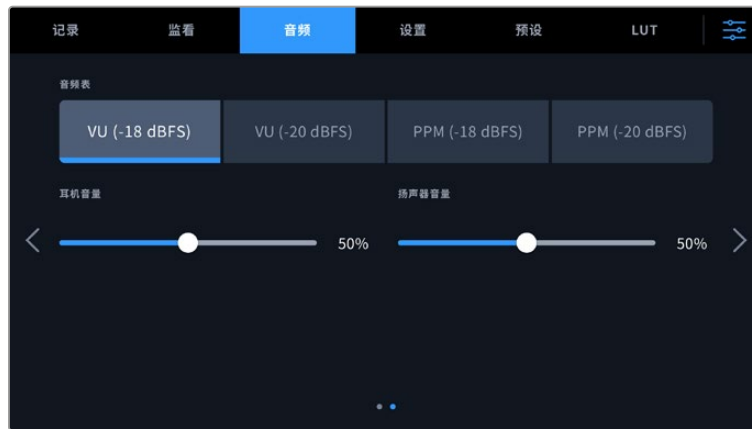 记录 监看 音频 设置 预设 LUT
音频表
VU (-18 dBFS) VU (-20 dBFS) PPM (-18 dBFS) PPM (-20 dBFS)
耳机音量 扬声器音量
50% 50%